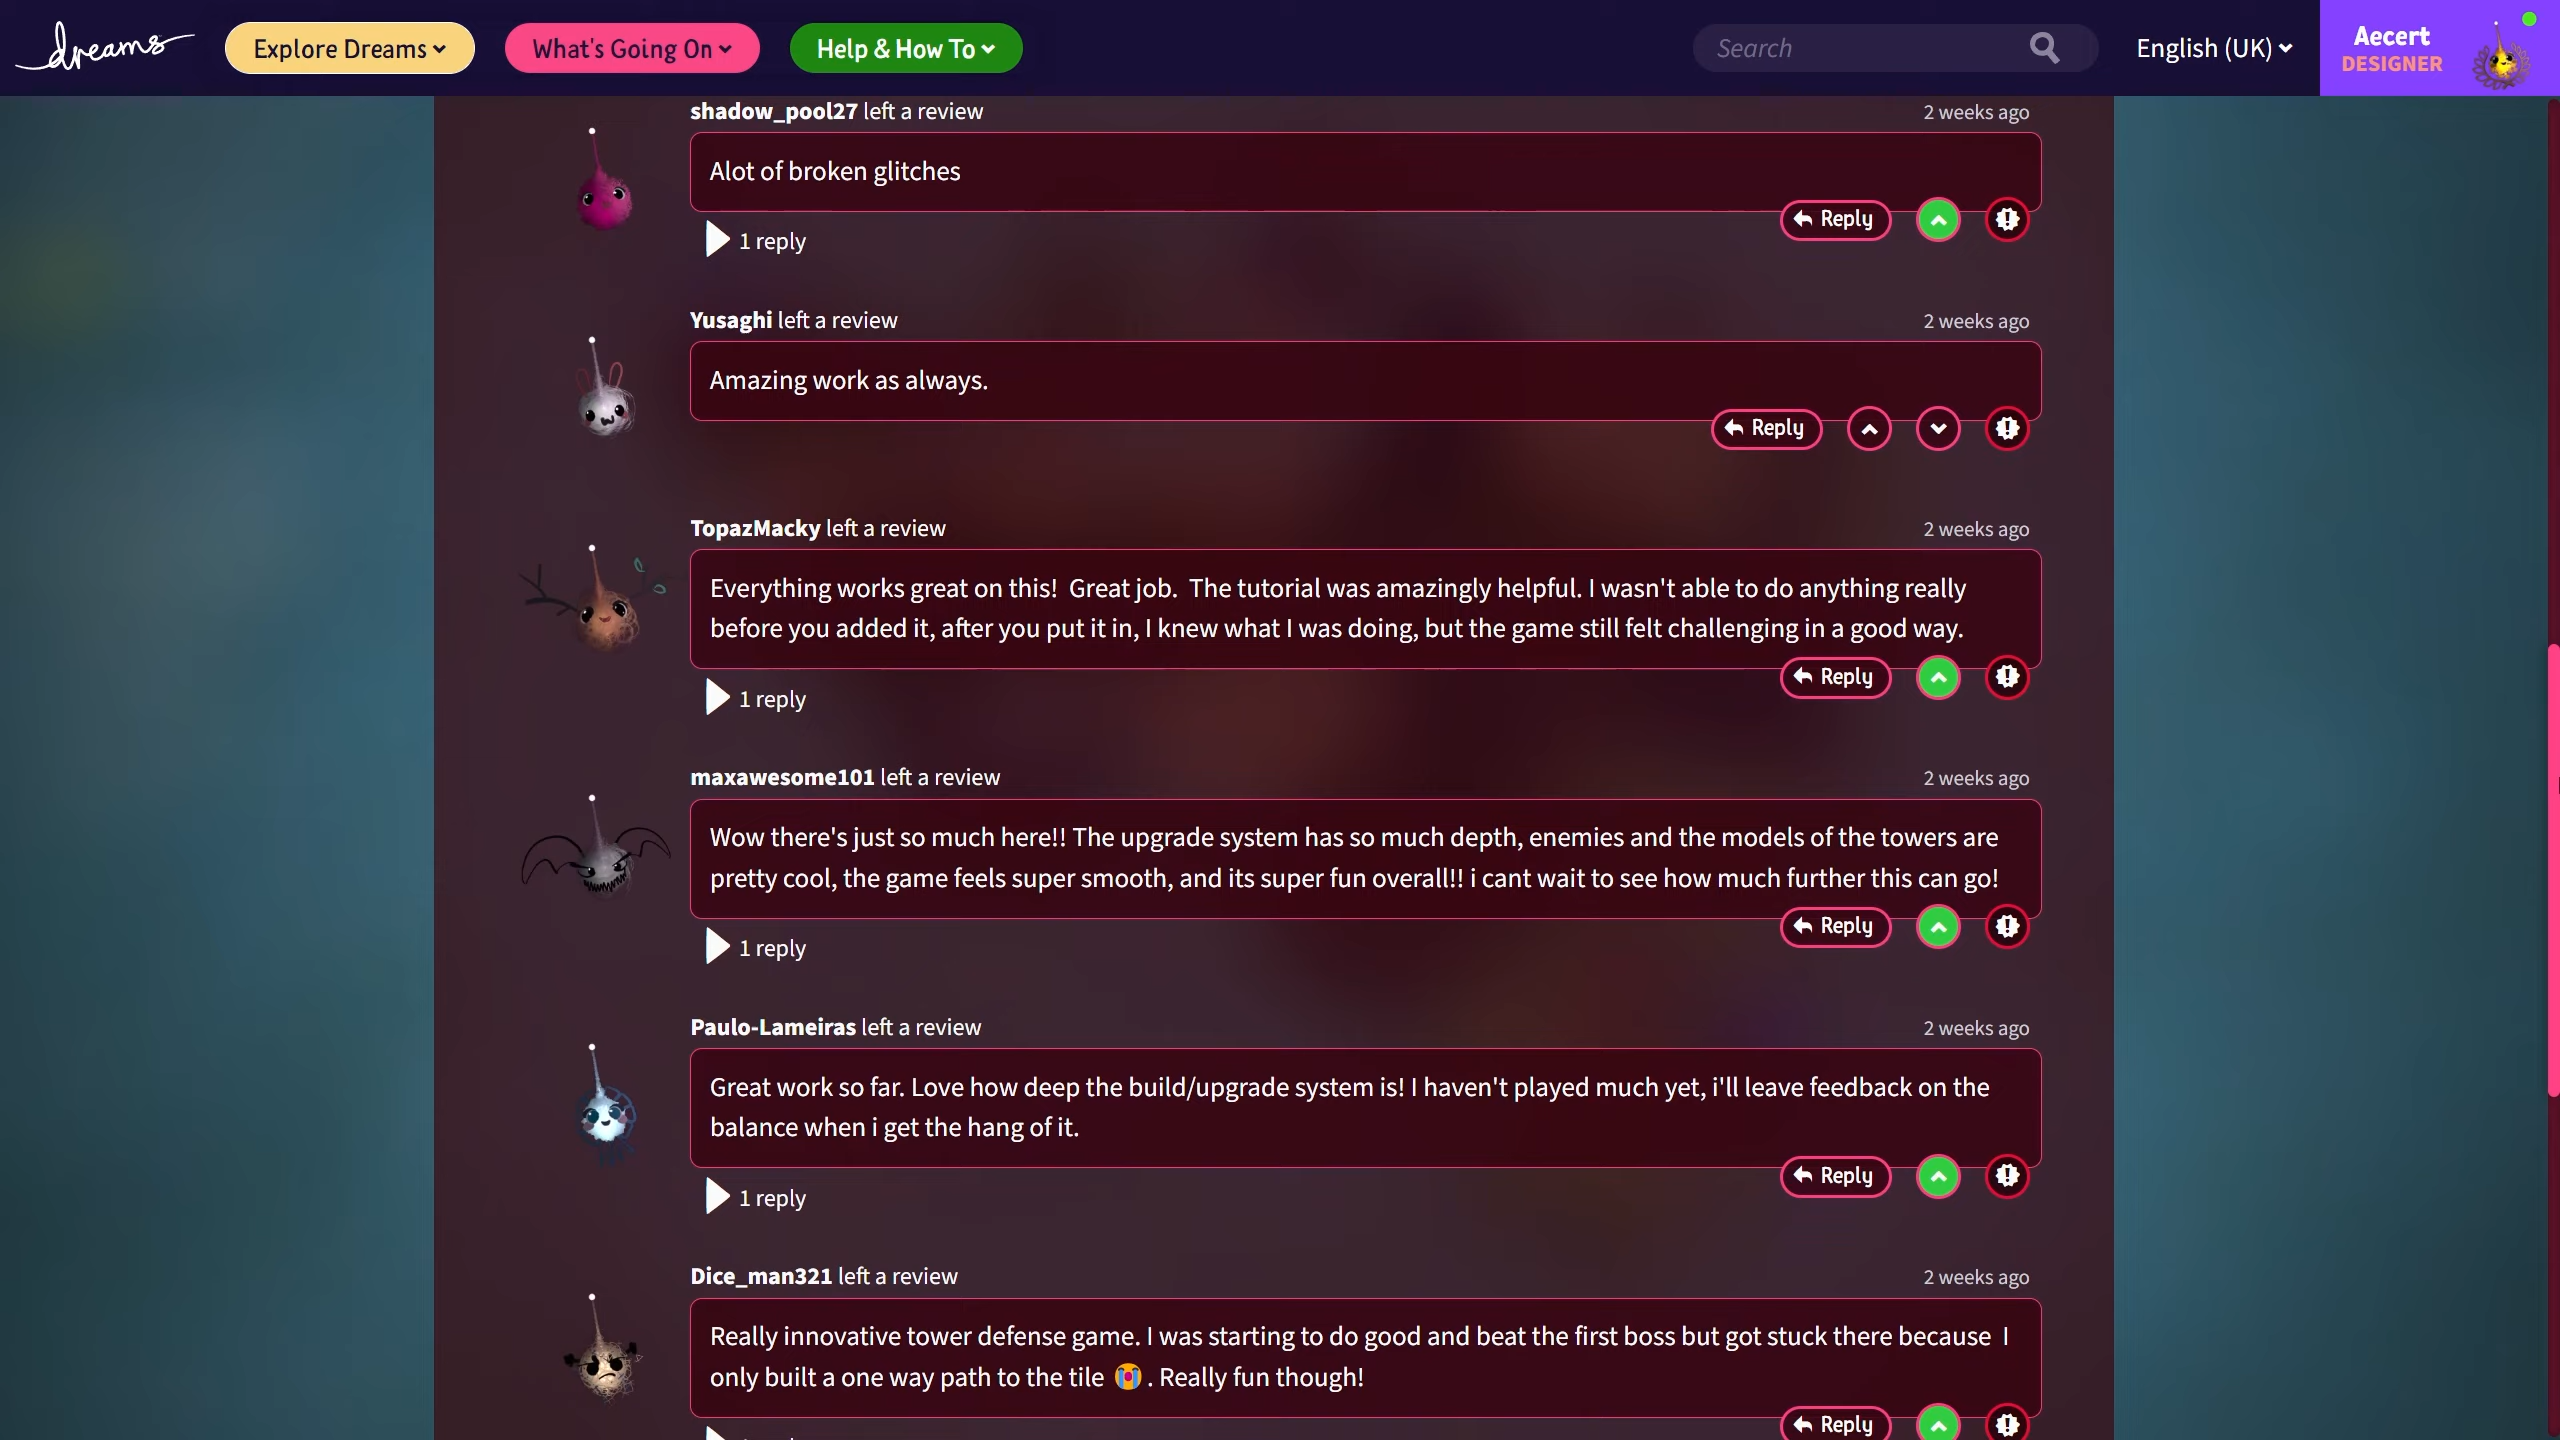 dreams
Explore Dreams
What's Going On
Help & How To
Search
English (UK)
Aecert
DESIGNER
shadow_pool27 left a review
2 weeks ago
Alot of broken glitches
Reply
1 reply
Yusaghi left a review
2 weeks ago
Amazing work as always.
Reply
TopazMacky left a review
2 weeks ago
Everything works great on this!  Great job.  The tutorial was amazingly helpful. I wasn't able to do anything really
before you added it, after you put it in, I knew what I was doing, but the game still felt challenging in a good way.
Reply
1 reply
maxawesome101 left a review
2 weeks ago
Wow there's just so much here!! The upgrade system has so much depth, enemies and the models of the towers are
pretty cool, the game feels super smooth, and its super fun overall!! i cant wait to see how much further this can go!
Reply
1 reply
Paulo-Lameiras left a review
2 weeks ago
Great work so far. Love how deep the build/upgrade system is! I haven't played much yet, i'll leave feedback on the
balance when i get the hang of it.
Reply
1 reply
Dice_man321 left a review
2 weeks ago
Really innovative tower defense game. I was starting to do good and beat the first boss but got stuck there because  I
only built a one way path to the tile 😭. Really fun though!
Reply